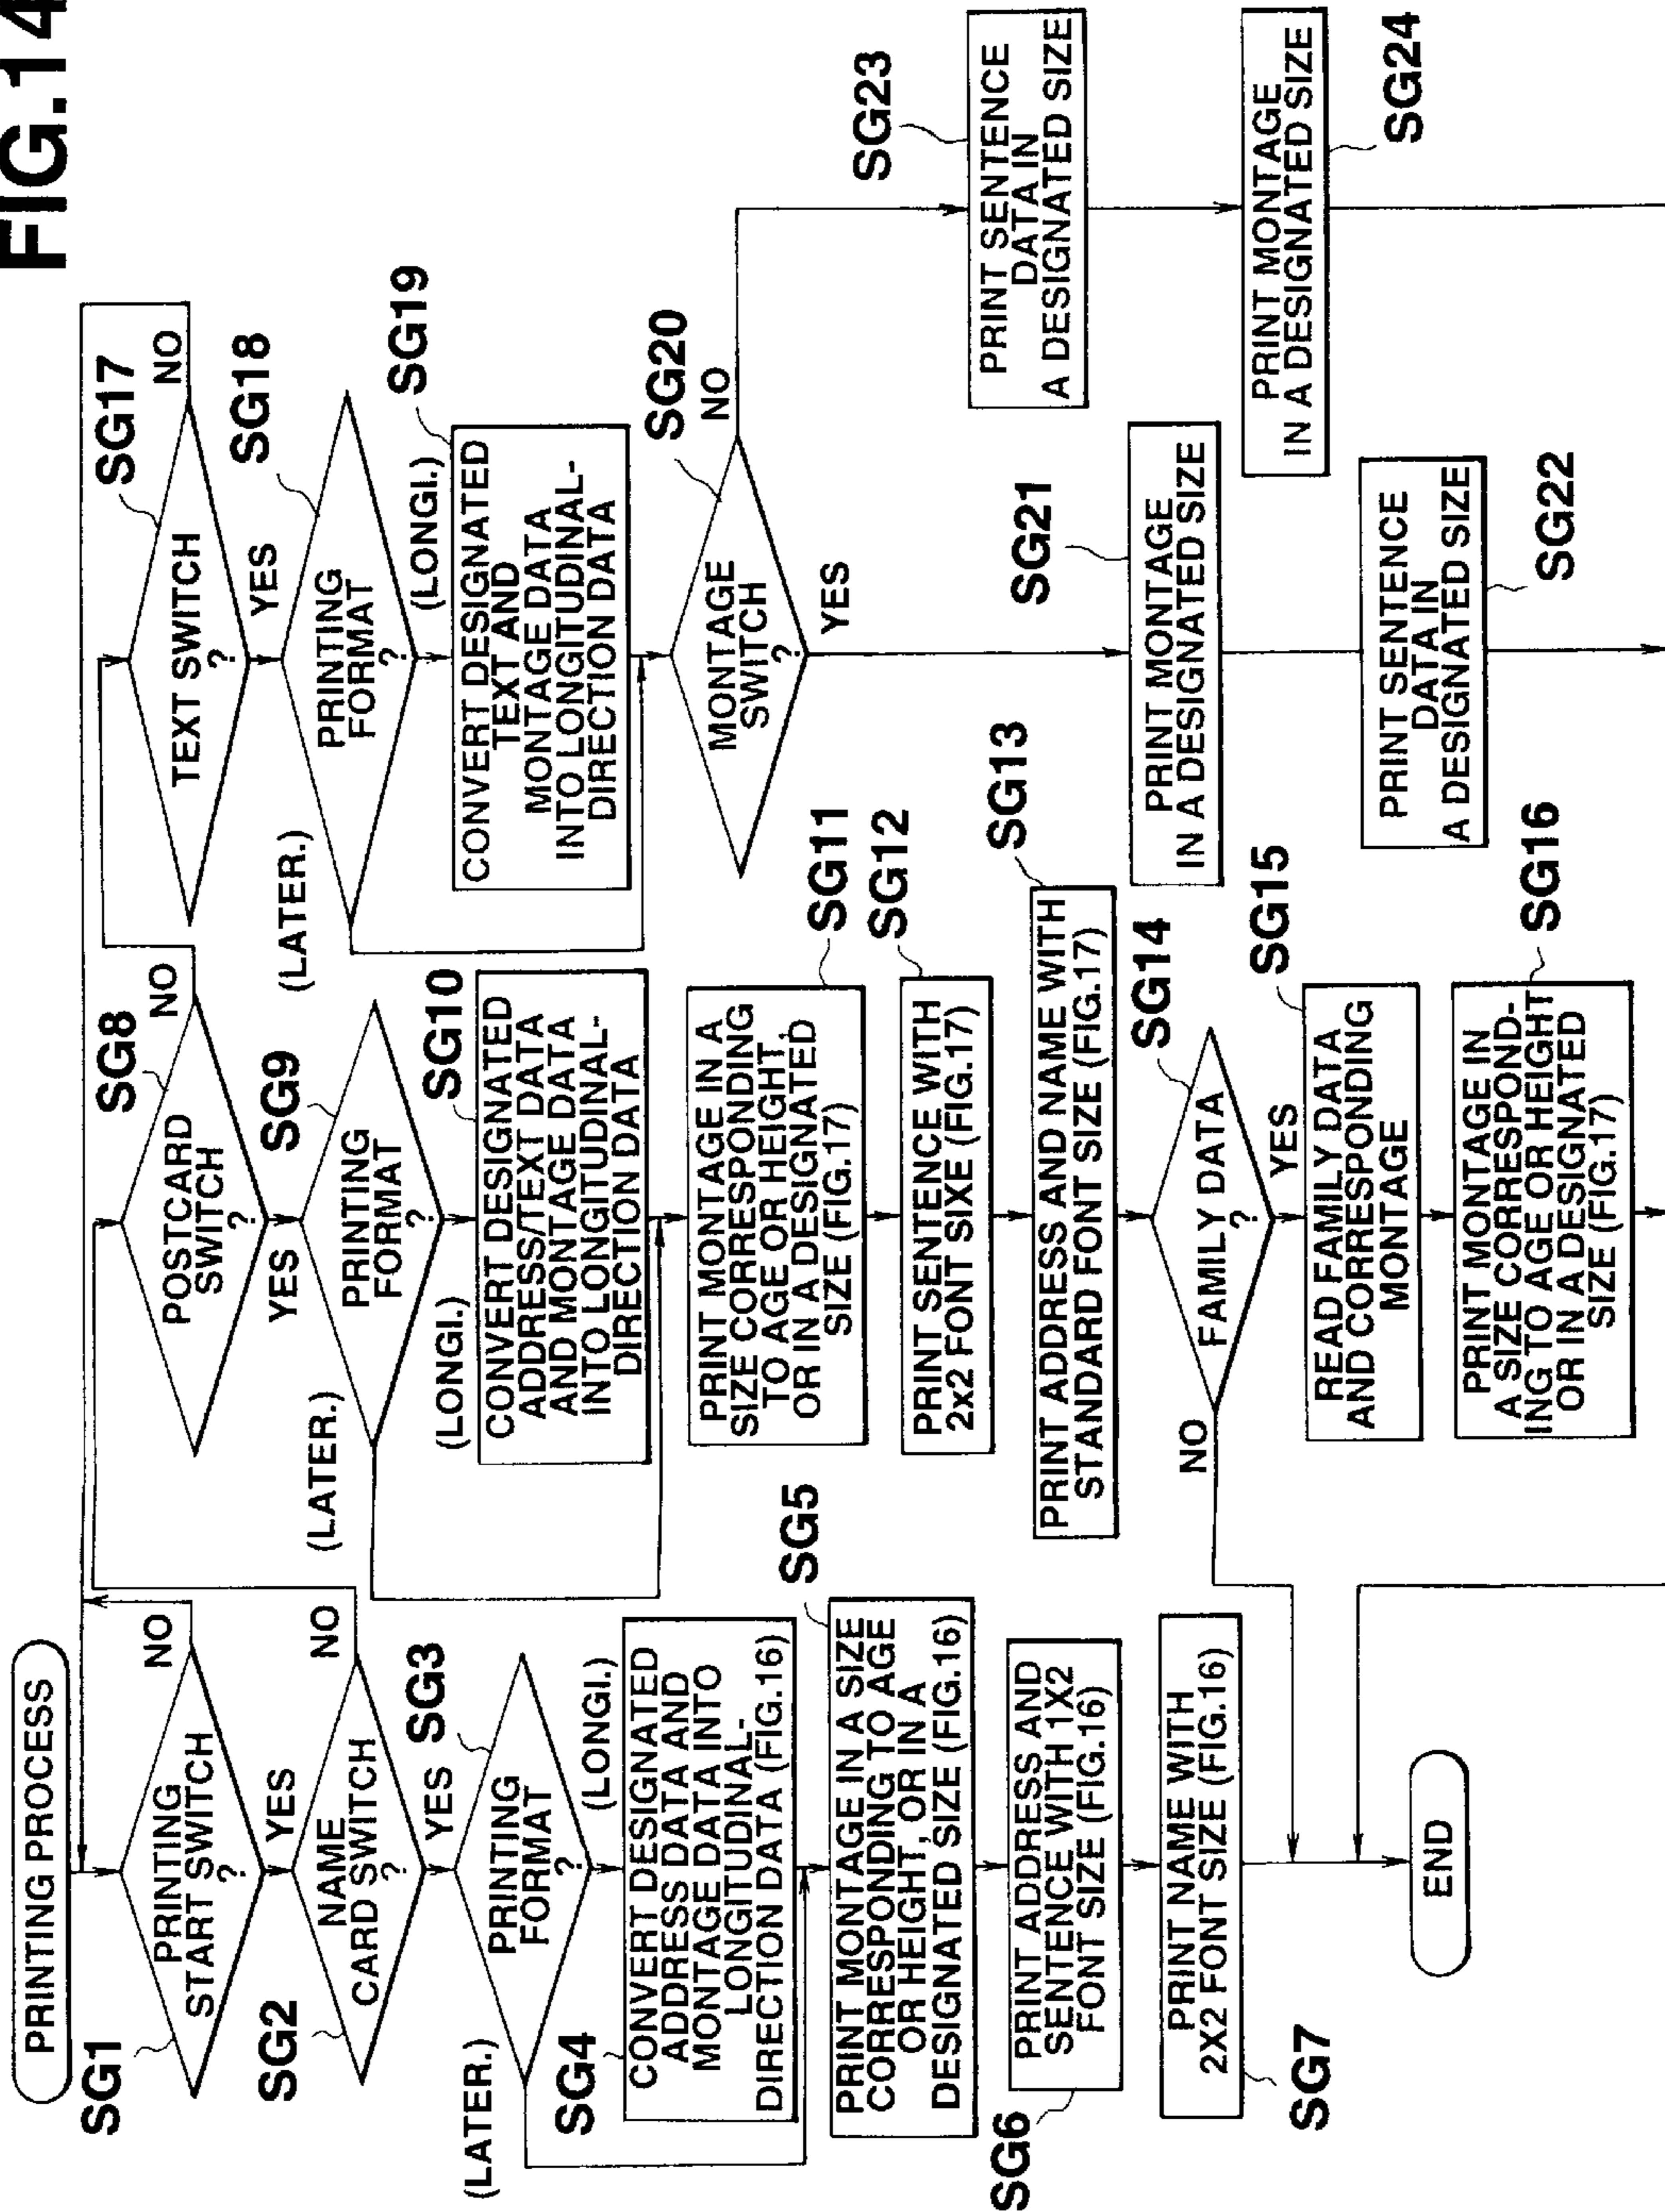 FIG.14
PRINTING PROCESS
SG1
PRINTING
START SWITCH
?
NO
YES
SG2
NAME
CARD SWITCH
?
NO
YES
SG3
PRINTING
FORMAT
?
(LATER.)
(LONGI.)
SG4
CONVERT DESIGNATED
ADDRESS DATA AND
MONTAGE DATA INTO
LONGITUDINAL-
DIRECTION DATA (FIG.16)
SG5
PRINT MONTAGE IN A SIZE
CORRESPONDING TO AGE
OR HEIGHT, OR IN A
DESIGNATED SIZE (FIG.16)
SG6
PRINT ADDRESS AND
SENTENCE WITH 1X2
FONT SIZE (FIG.16)
SG7
PRINT NAME WITH
2X2 FONT SIZE (FIG.16)
END
SG8
POSTCARD
SWITCH
?
NO
YES
SG9
PRINTING
FORMAT
?
(LATER.)
(LONGI.)
SG10
CONVERT DESIGNATED
ADDRESS/TEXT DATA
AND MONTAGE DATA
INTO LONGITUDINAL-
DIRECTION DATA
SG11
PRINT MONTAGE IN A
SIZE CORRESPONDING
TO AGE OR HEIGHT,
OR IN A DESIGNATED
SIZE (FIG.17)
SG12
PRINT SENTENCE WITH
2x2 FONT SIXE (FIG.17)
SG13
PRINT ADDRESS AND NAME WITH
STANDARD FONT SIZE (FIG.17)
SG14
FAMILY DATA
?
NO
YES
SG15
READ FAMILY DATA
AND CORRESPONDING
MONTAGE
SG16
PRINT MONTAGE IN
A SIZE CORRESPOND-
ING TO AGE OR HEIGHT
OR IN A DESIGNATED
SIZE (FIG.17)
SG17
TEXT SWITCH
?
NO
YES
SG18
PRINTING
FORMAT
?
(LATER.)
(LONGI.)
SG19
CONVERT DESIGNATED
TEXT AND
MONTAGE DATA
INTO LONGITUDINAL-
DIRECTION DATA
SG20
MONTAGE
SWITCH
?
NO
YES
SG21
PRINT MONTAGE
IN A DESIGNATED SIZE
SG22
PRINT SENTENCE
DATA IN
A DESIGNATED SIZE
SG23
PRINT SENTENCE
DATA IN
A DESIGNATED SIZE
SG24
PRINT MONTAGE
IN A DESIGNATED SIZE